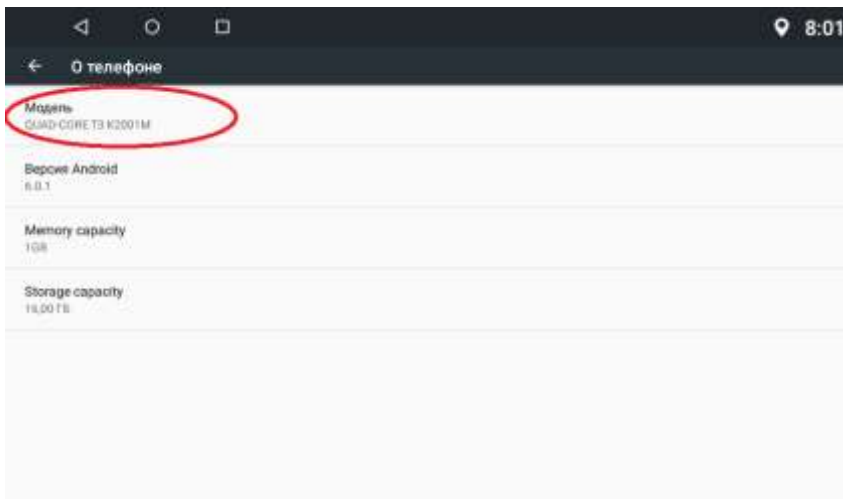 8:01
О телефоне
Модель
QUAD-CORE T3 K2001M
Версия Android
6.0.1
Memory capacity
1GB
Storage capacity
16,00 ГБ